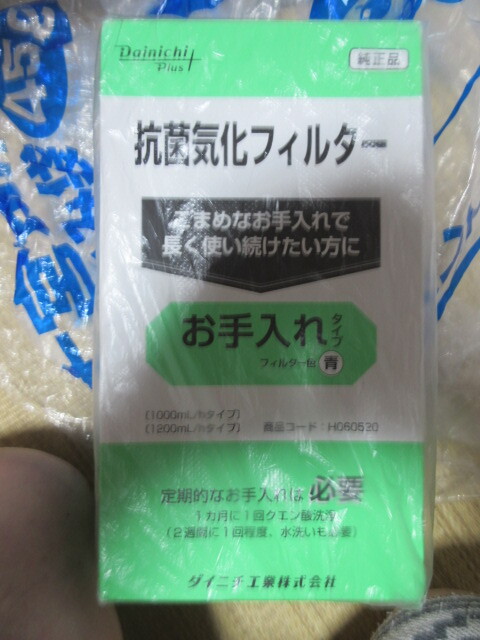 Dainichi
Plus+
純正品
抗菌気化フィルター
こまめなお手入れで
長く使い続けたい方に
お手入れ
タイプ
フィルター色：青
(1000mL/hタイプ)
(1200mL/hタイプ) 商品コード：H060520
定期的なお手入れは 必要
1カ月に1回クエン酸洗浄
(2週間に1回程度、水洗いも必要)
ダイニチ工業株式会社